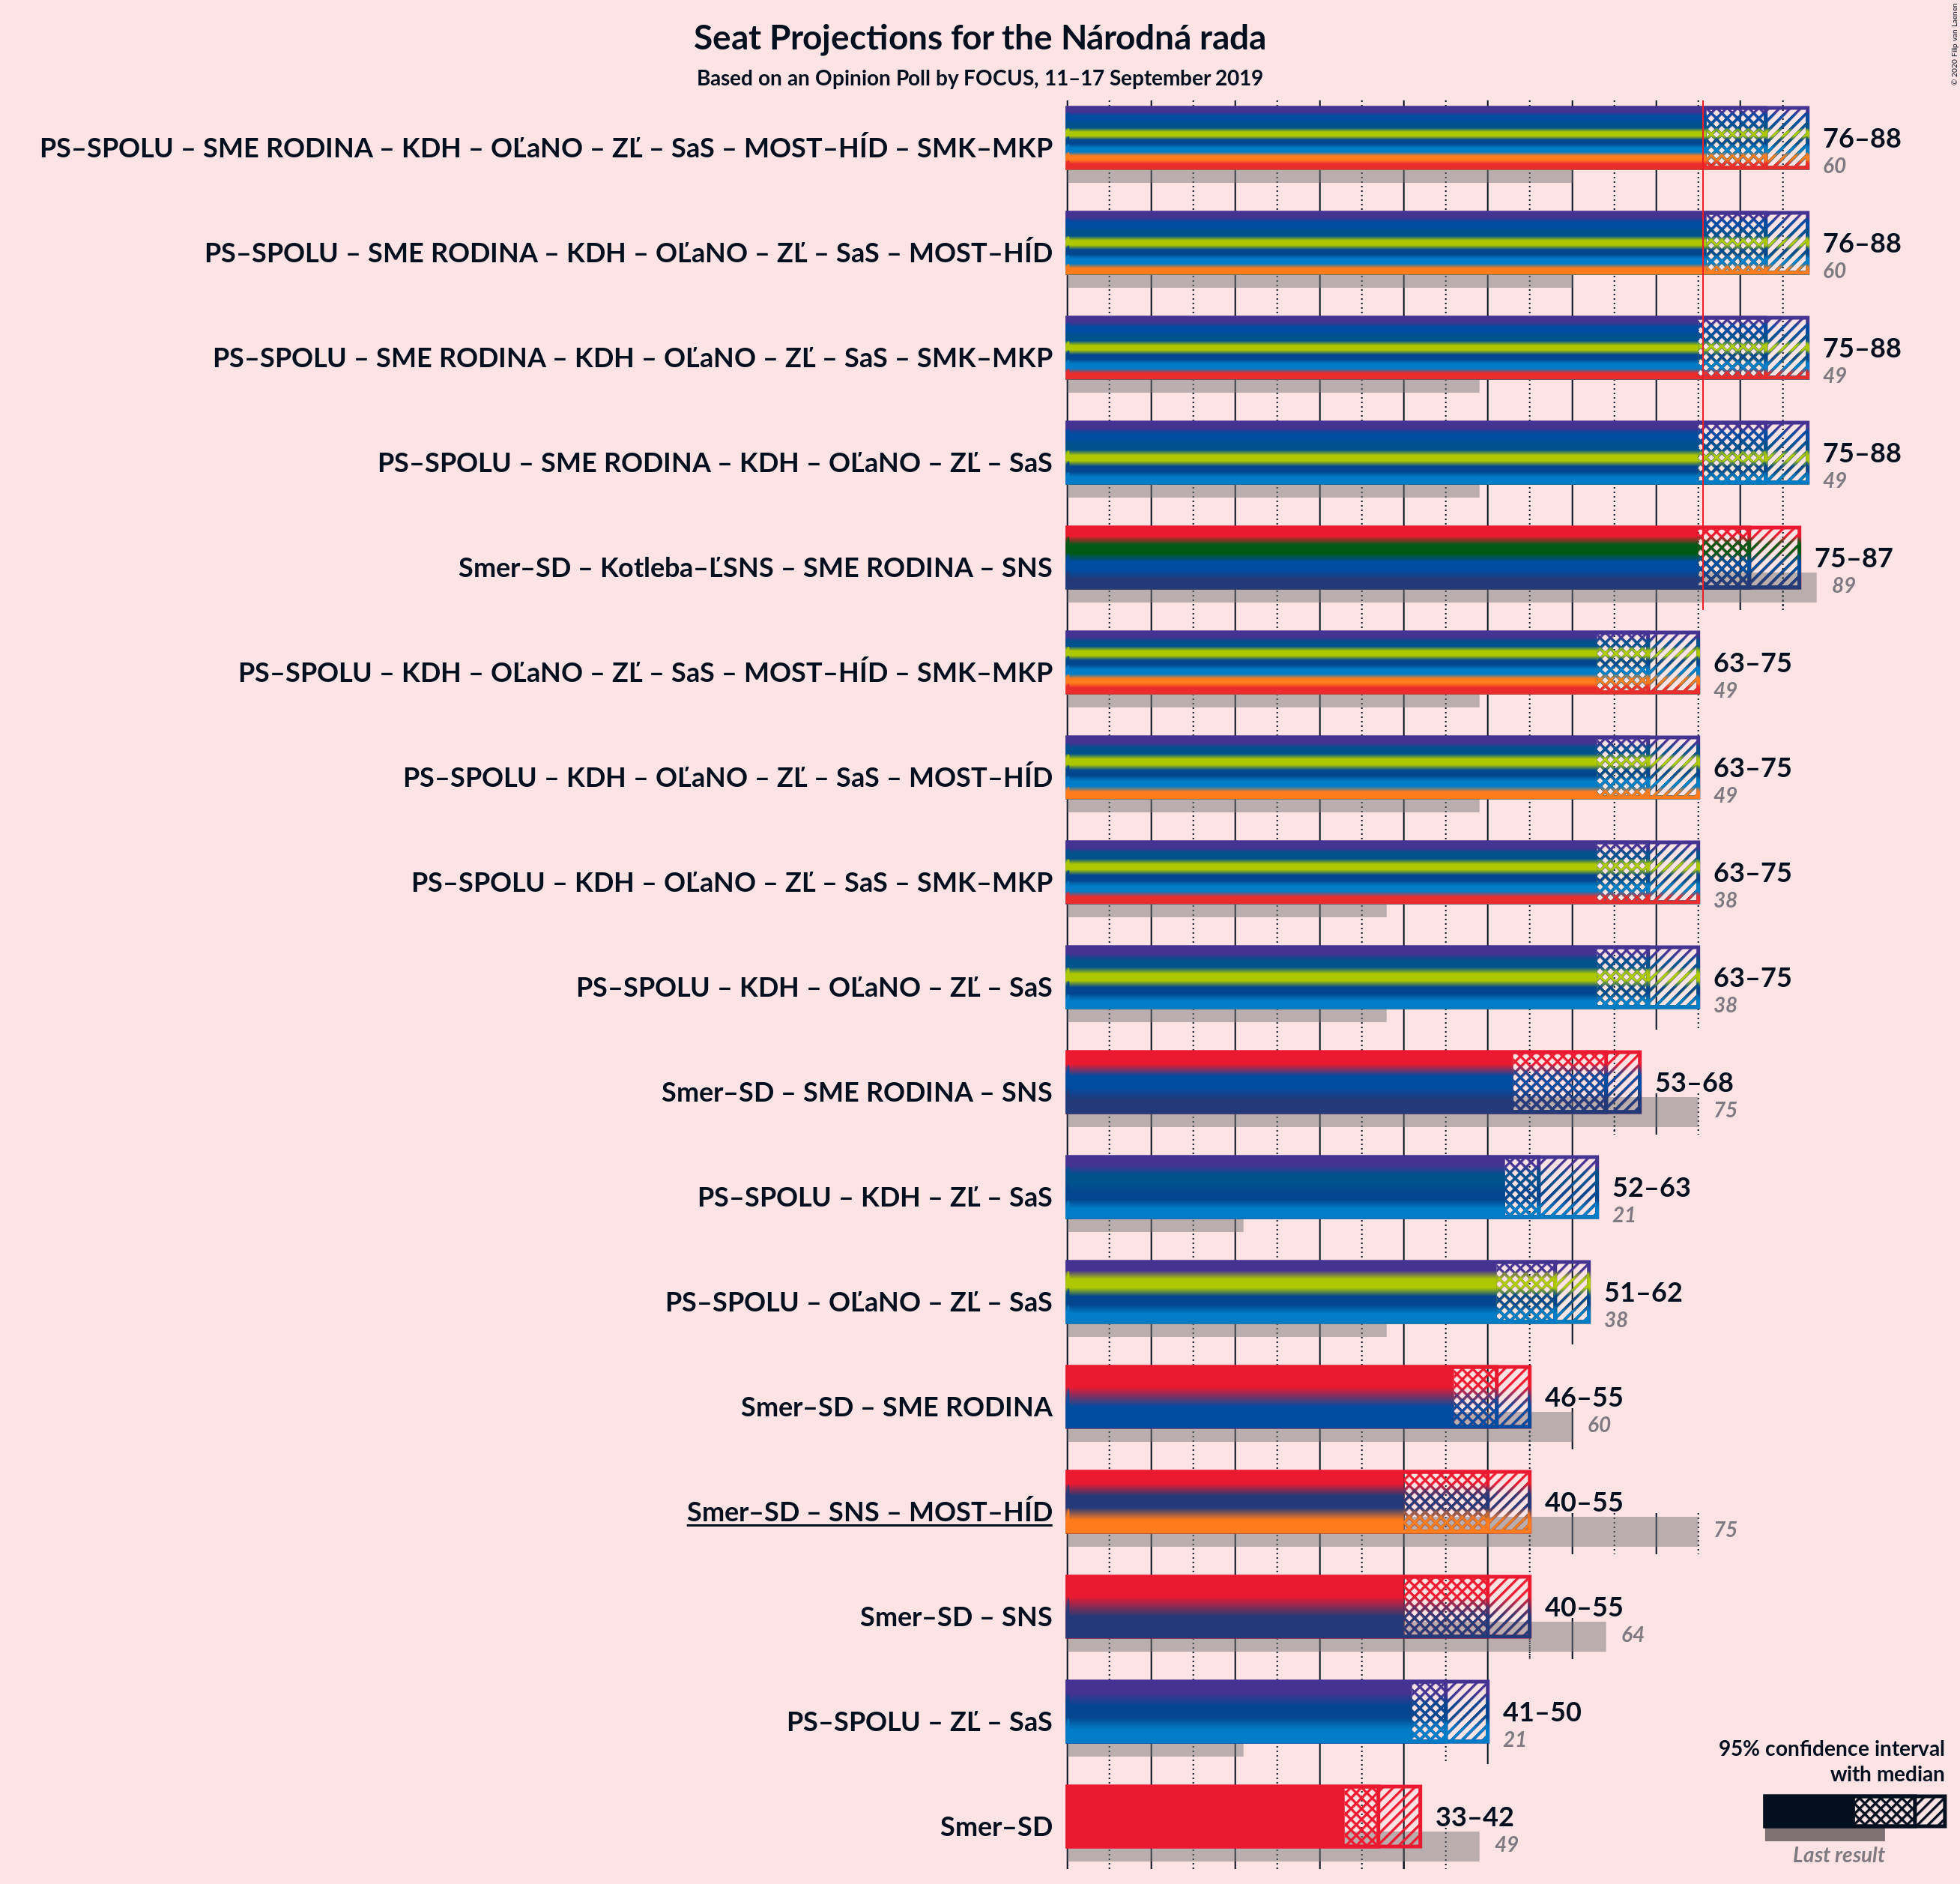 Seat Projections for the Národná rada
Based on an Opinion Poll by FOCUS, 11–17 September 2019
© 2020 Filip van Laenen
PS–SPOLU – SME RODINA – KDH – OĽaNO – ZĽ – SaS – MOST–HÍD – SMK–MKP
76–88
60
PS–SPOLU – SME RODINA – KDH – OĽaNO – ZĽ – SaS – MOST–HÍD
76–88
60
PS–SPOLU – SME RODINA – KDH – OĽaNO – ZĽ – SaS – SMK–MKP
75–88
49
PS–SPOLU – SME RODINA – KDH – OĽaNO – ZĽ – SaS
75–88
49
Smer–SD – Kotleba–ĽSNS – SME RODINA – SNS
75–87
89
PS–SPOLU – KDH – OĽaNO – ZĽ – SaS – MOST–HÍD – SMK–MKP
63–75
49
PS–SPOLU – KDH – OĽaNO – ZĽ – SaS – MOST–HÍD
63–75
49
PS–SPOLU – KDH – OĽaNO – ZĽ – SaS – SMK–MKP
63–75
38
PS–SPOLU – KDH – OĽaNO – ZĽ – SaS
63–75
38
Smer–SD – SME RODINA – SNS
53–68
75
PS–SPOLU – KDH – ZĽ – SaS
52–63
21
PS–SPOLU – OĽaNO – ZĽ – SaS
51–62
38
Smer–SD – SME RODINA
46–55
60
Smer–SD – SNS – MOST–HÍD
40–55
75
Smer–SD – SNS
40–55
64
PS–SPOLU – ZĽ – SaS
41–50
21
Smer–SD
33–42
49
95% confidence interval
with median
Last result